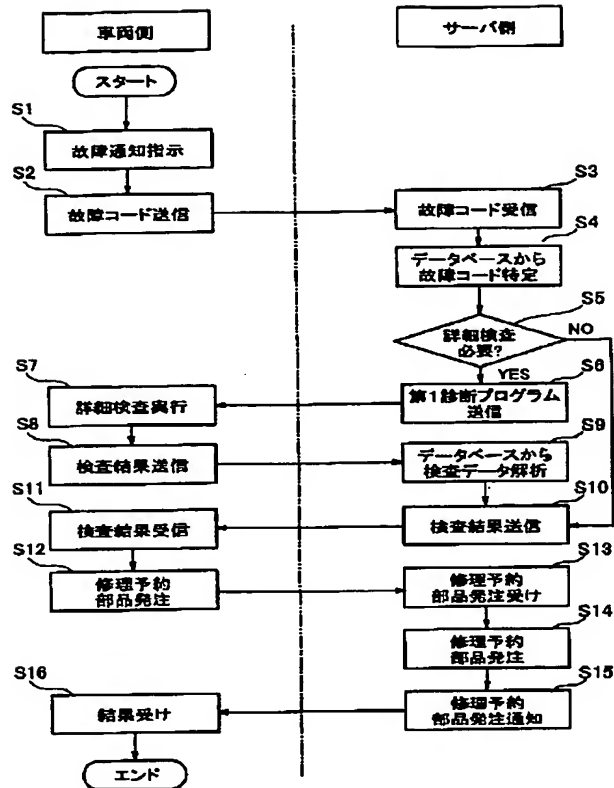 車両側
サーバ側
スタート
S1
故障通知指示
S2
故障コード送信
S3
故障コード受信
S4
データベースから
故障コード特定
S5
詳細検査
必要?
NO
YES
S6
第1診断プログラム
送信
S7
詳細検査実行
S8
検査結果送信
S9
データベースから
検査データ解析
S10
検査結果送信
S11
検査結果受信
S12
修理予約
部品発注
S13
修理予約
部品発注受け
S14
修理予約
部品発注
S15
修理予約
部品発注通知
S16
結果受け
エンド